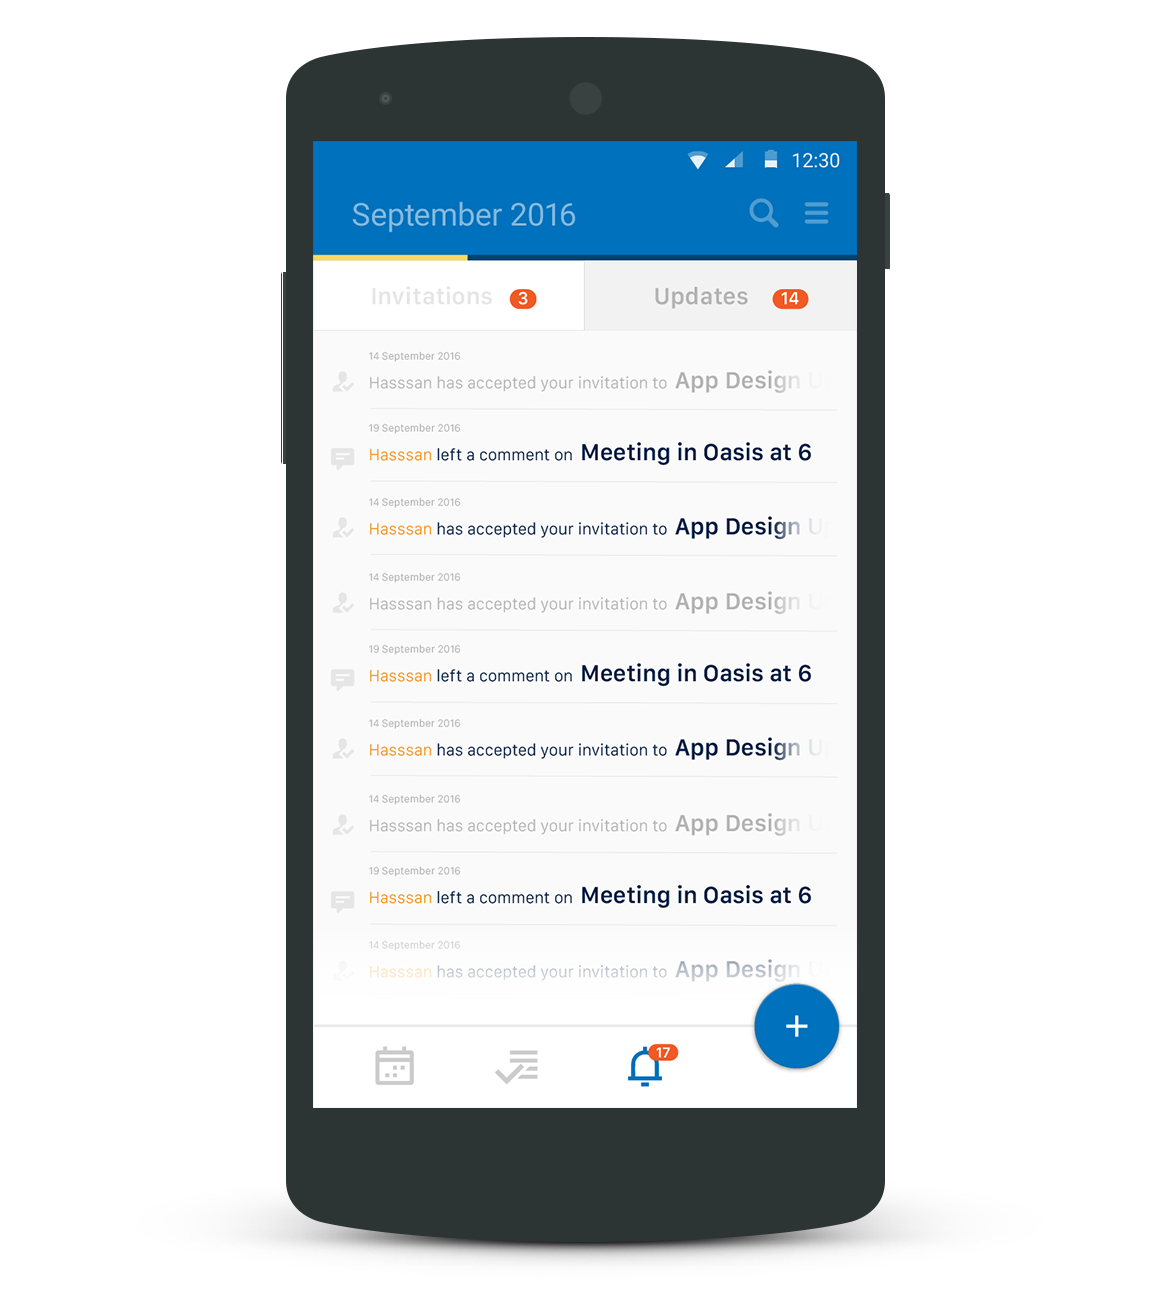 12:30
September 2016
Invitations 3 Updates 14
14 September 2016
Hasssan has accepted your invitation to App Design U
19 September 2016
Hasssan left a comment on Meeting in Oasis at 6
14 September 2016
Hasssan has accepted your invitation to App Design Up
14 September 2016
Hasssan has accepted your invitation to App Design U
19 September 2016
Hasssan left a comment on Meeting in Oasis at 6
14 September 2016
Hasssan has accepted your invitation to App Design Up
14 September 2016
Hasssan has accepted your invitation to App Design U
19 September 2016
Hasssan left a comment on Meeting in Oasis at 6
14 September 2016
Hasssan has accepted your invitation to App Design U
17